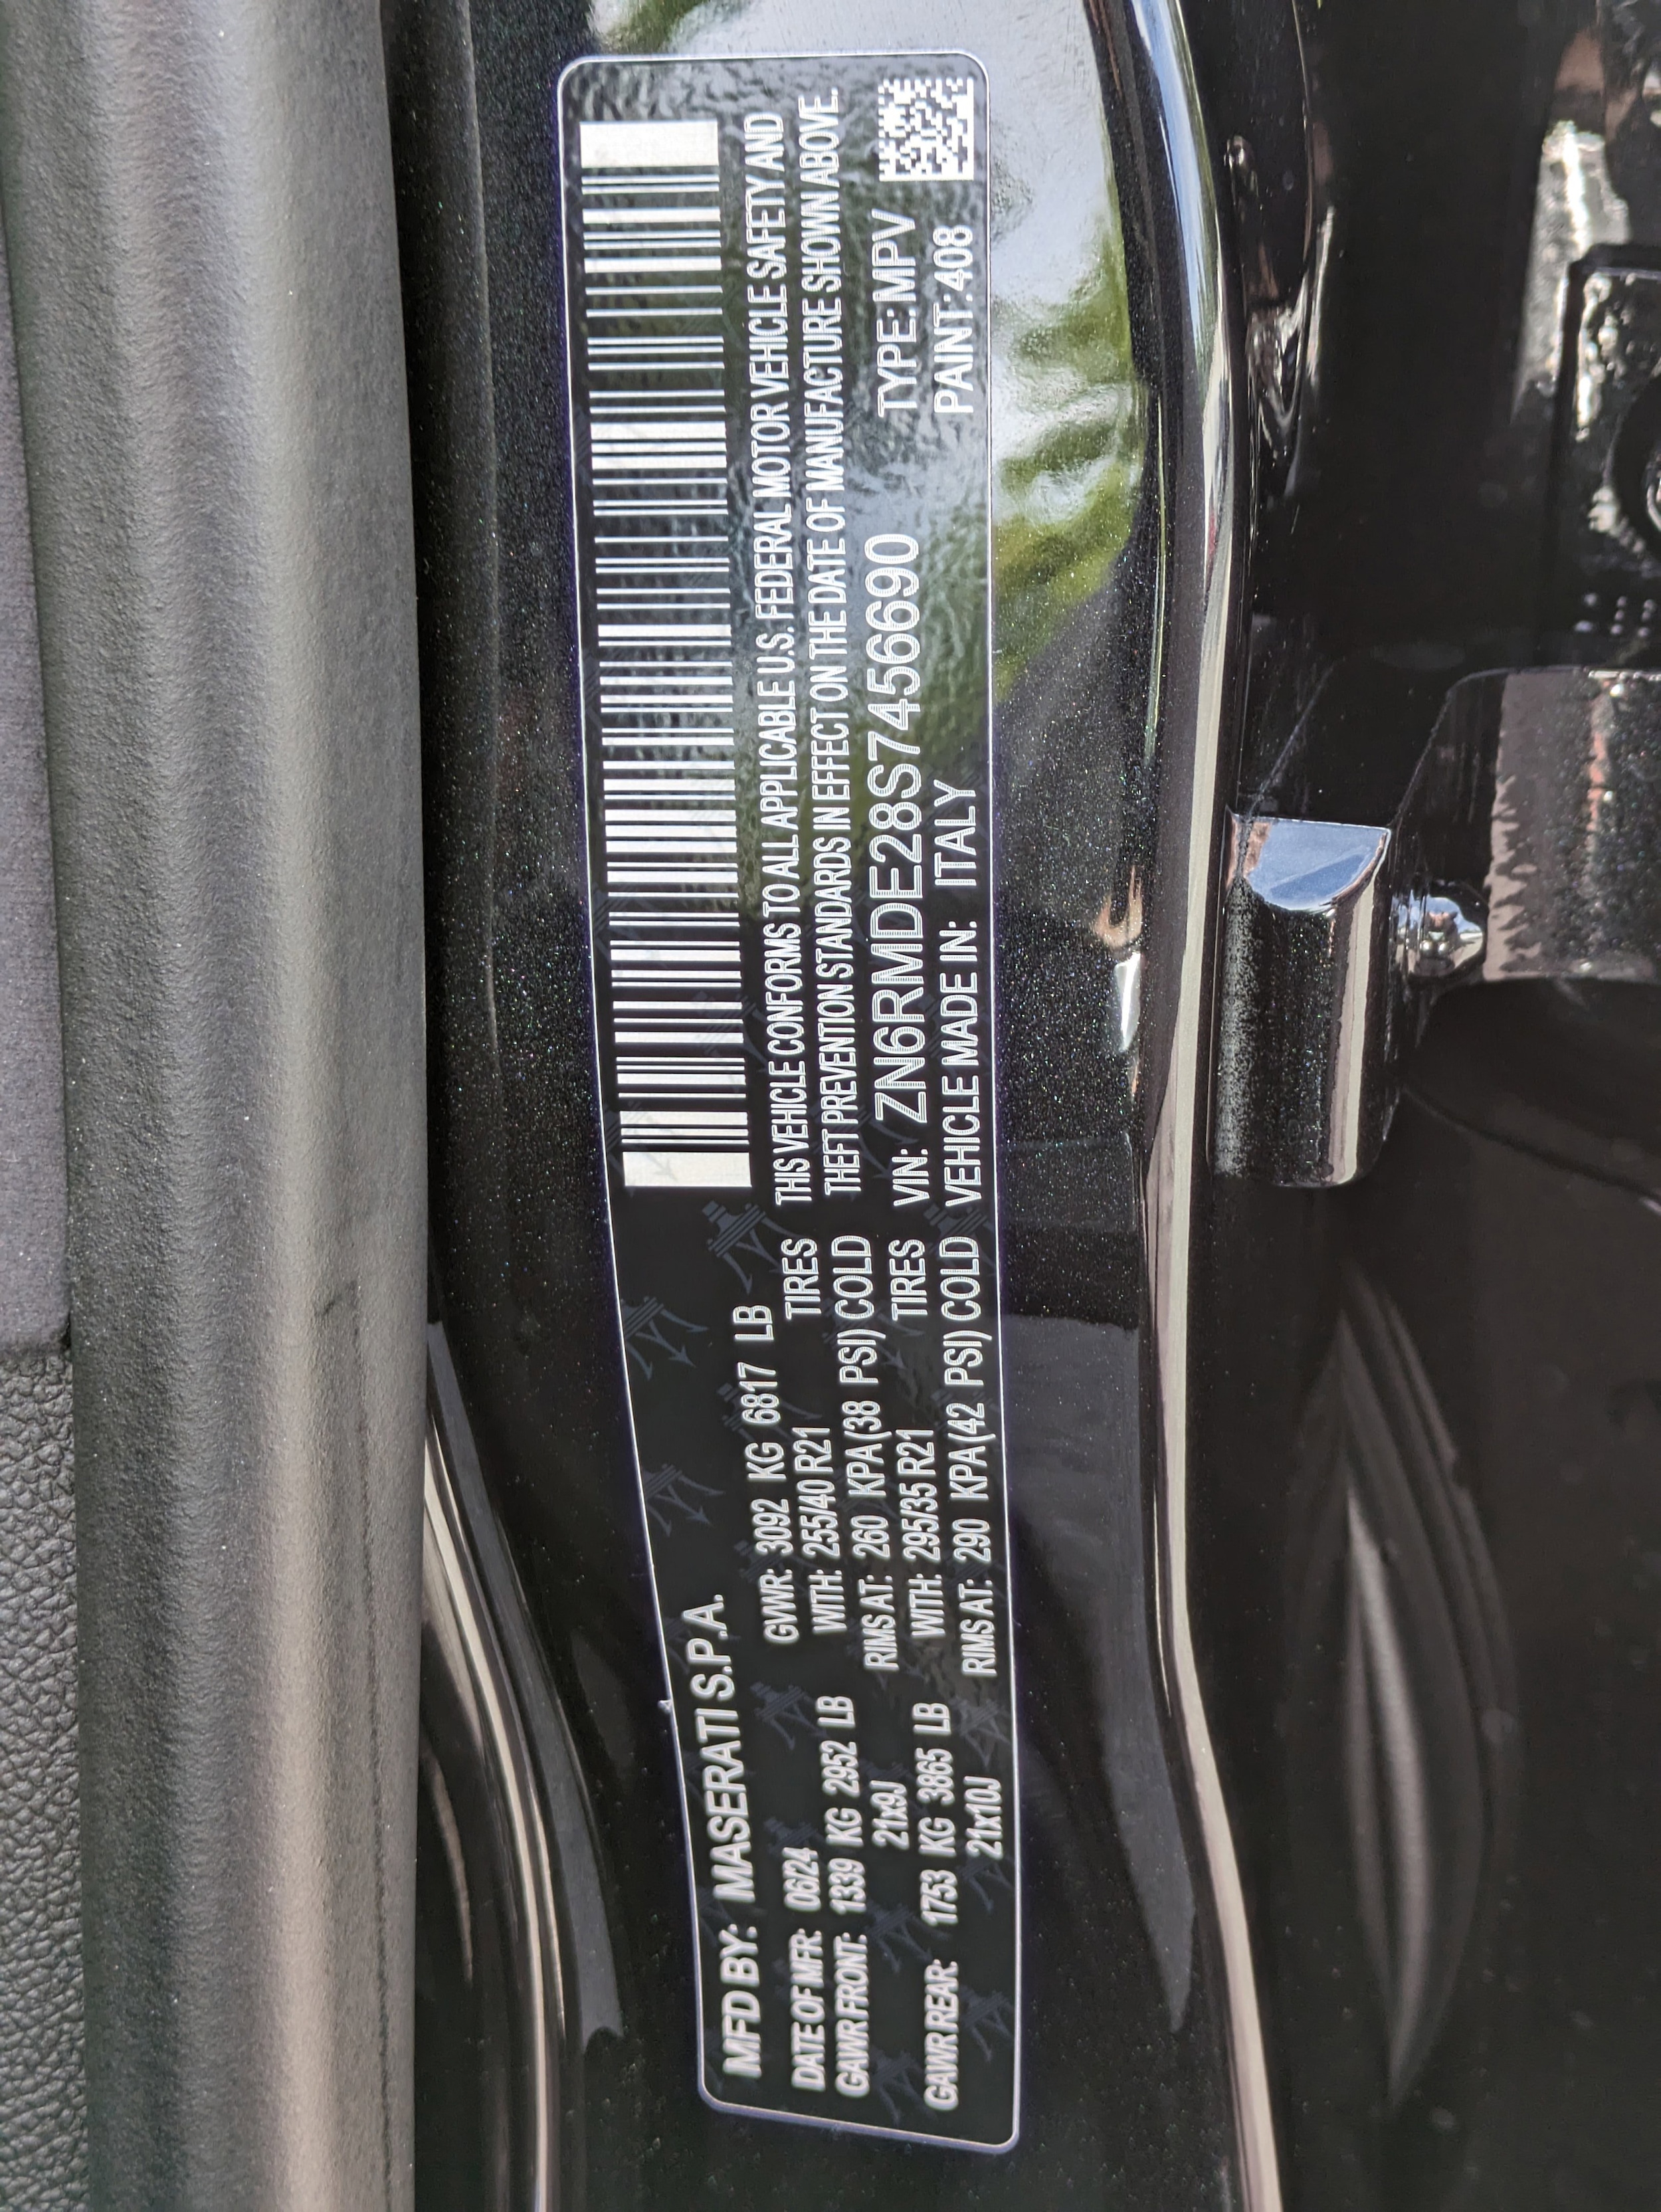 MFD BY: MASERATI S.P.A.
DATE OF MFR: 06/24 GVWR: 3092 KG 6817 LB
GAWR FRONT: 1339 KG 2952 LB WITH: 255/40 R21 TIRES
21x9J RIMS AT: 260 KPA(38 PSI) COLD
GAWR REAR: 1753 KG 3865 LB WITH: 295/35 R21 TIRES
21x10J RIMS AT: 290 KPA(42 PSI) COLD
THIS VEHICLE CONFORMS TO ALL APPLICABLE U.S. FEDERAL MOTOR VEHICLE SAFETY AND
THEFT PREVENTION STANDARDS IN EFFECT ON THE DATE OF MANUFACTURE SHOWN ABOVE.
VIN: ZN6RMDE28S7456690 TYPE:MPV
VEHICLE MADE IN: ITALY PAINT:408